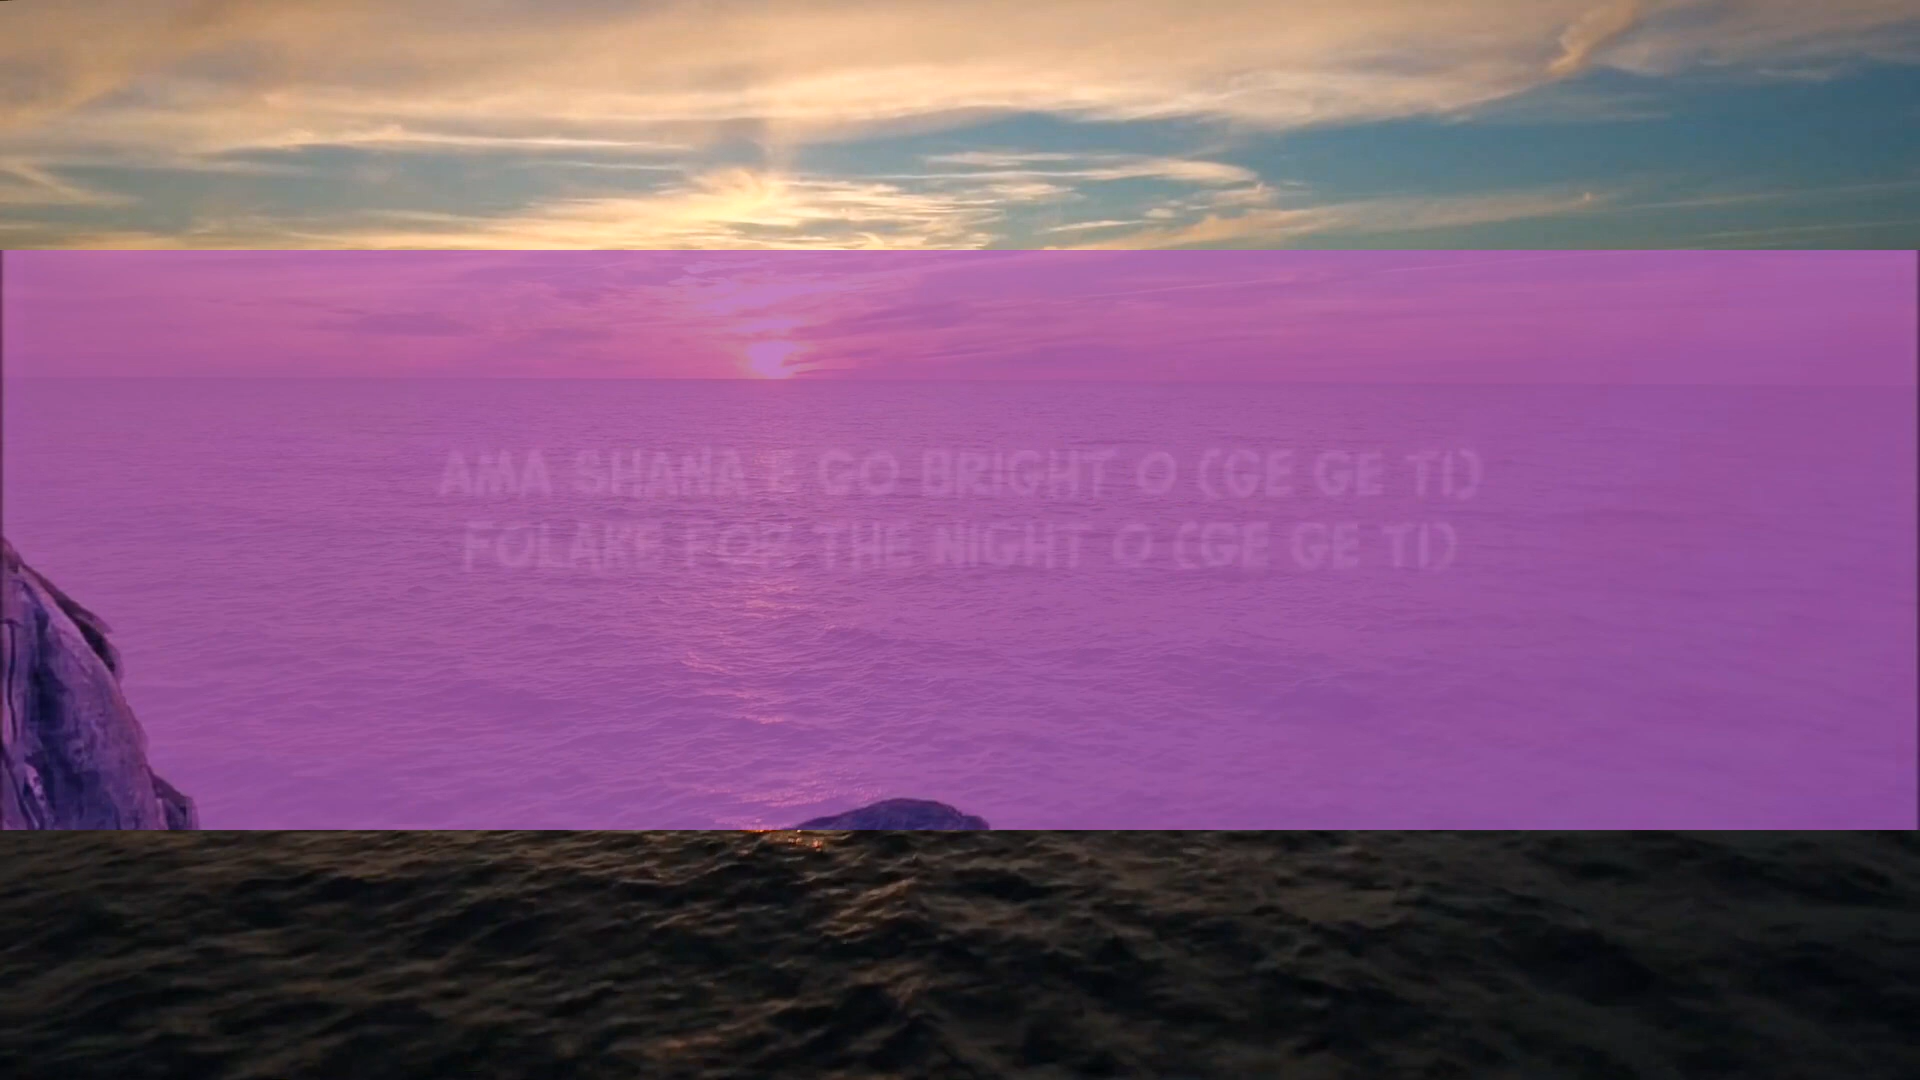 AMA SHANA E GO BRIGHT O (GE GE TI)
FOLAKE FOR THE NIGHT O (GE GE TI)